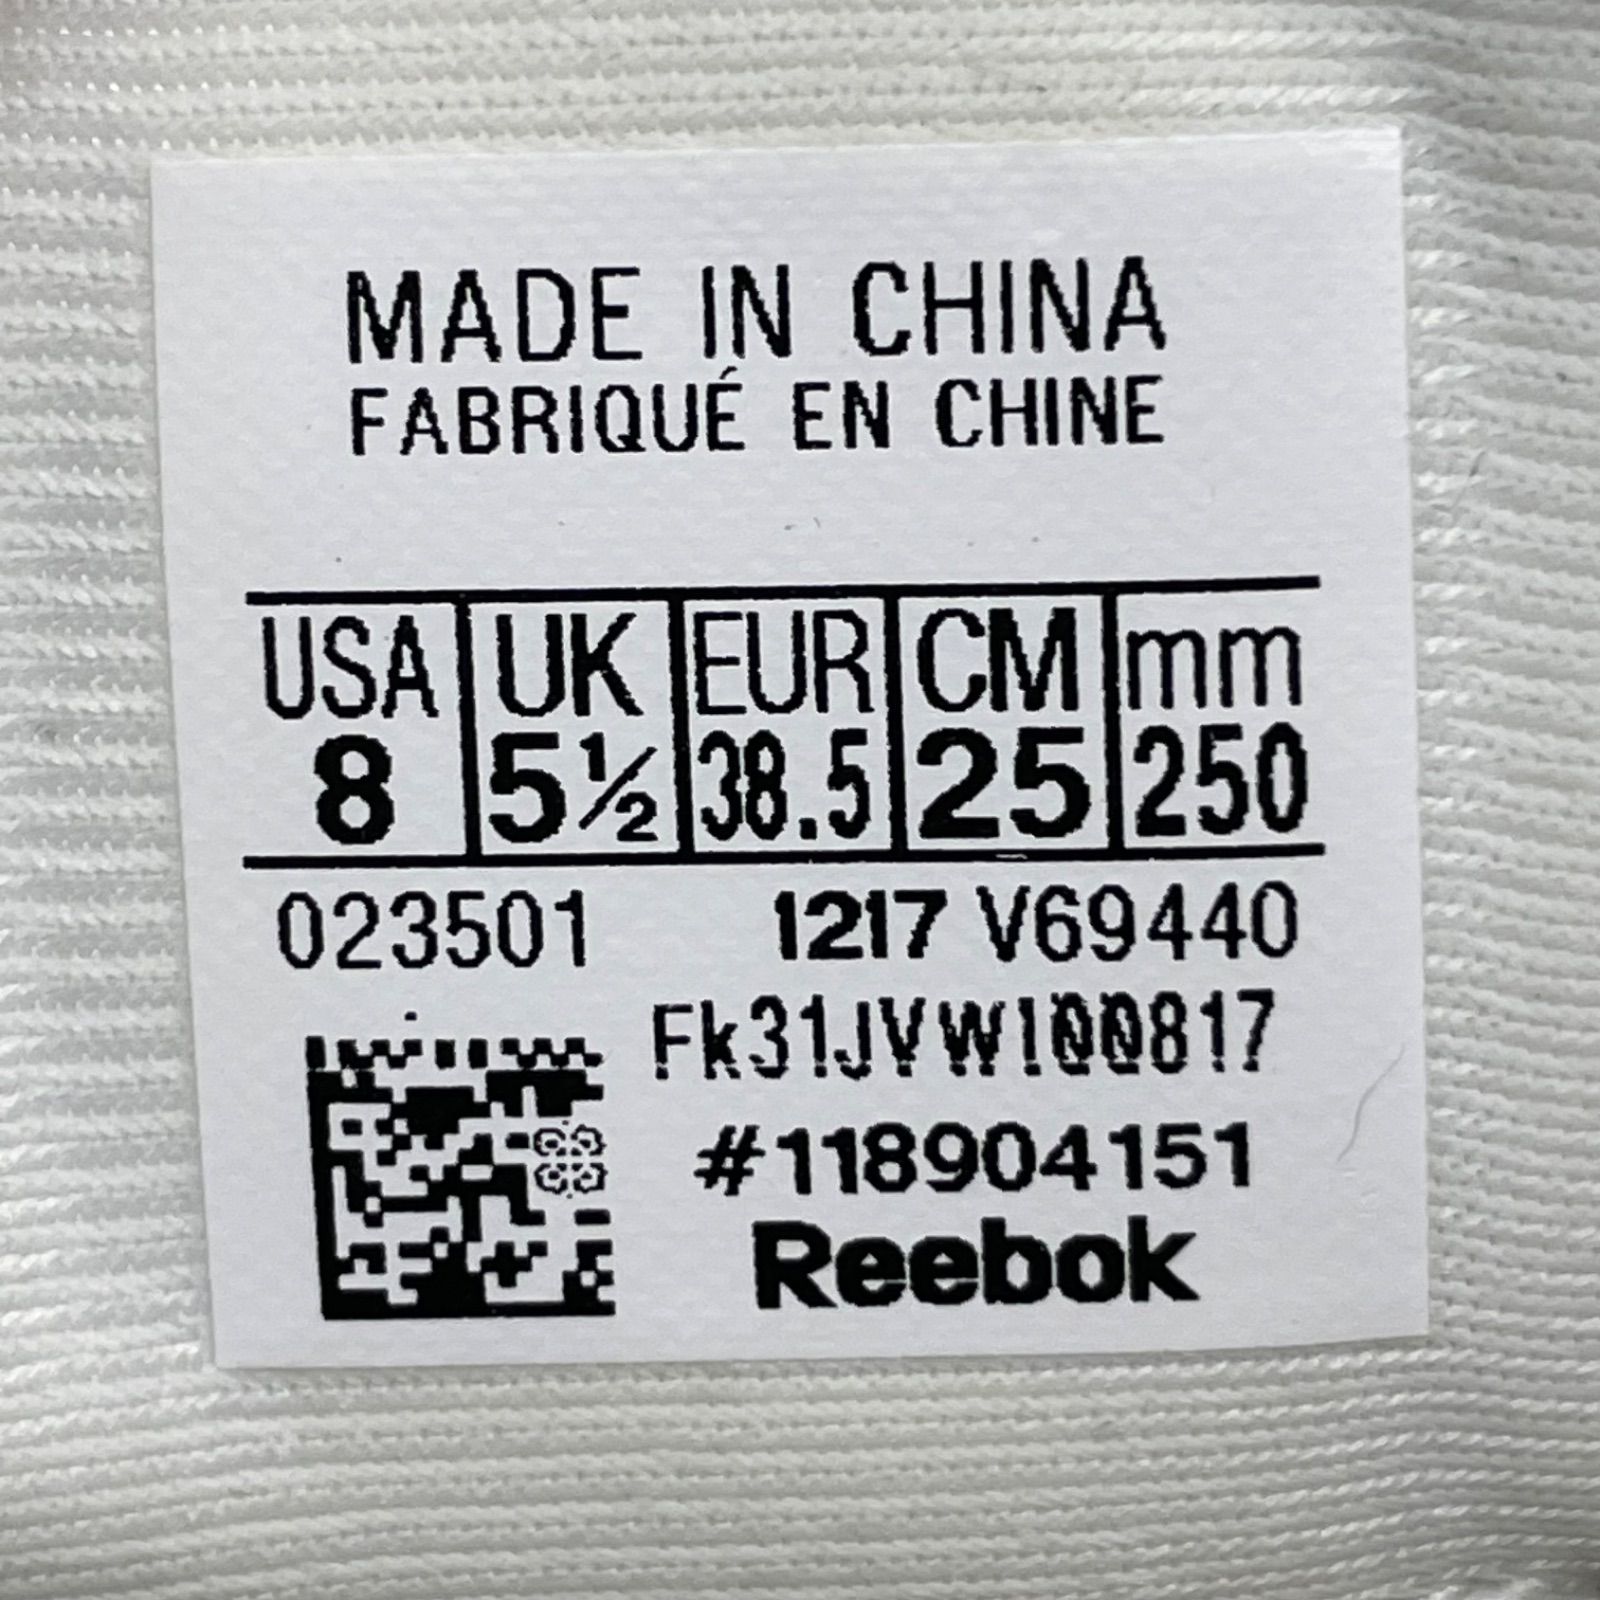 MADE IN CHINA
FABRIQUÉ EN CHINE
USA UK EUR CM mm
8 5½ 38.5 25 250
023501 1217 V69440
Fk31JVWI00817
#118904151
Reebok